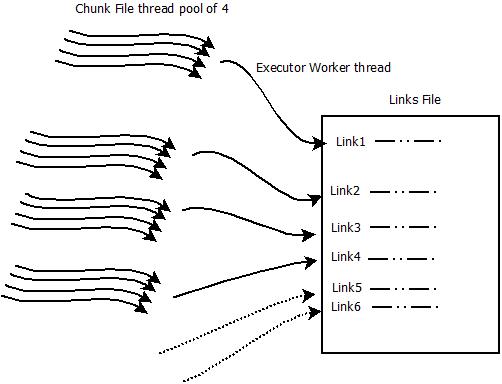 Chunk File thread pool of 4
Executor Worker thread
Links File
Link1
Link2
Link3
Link4
Link5
Link6